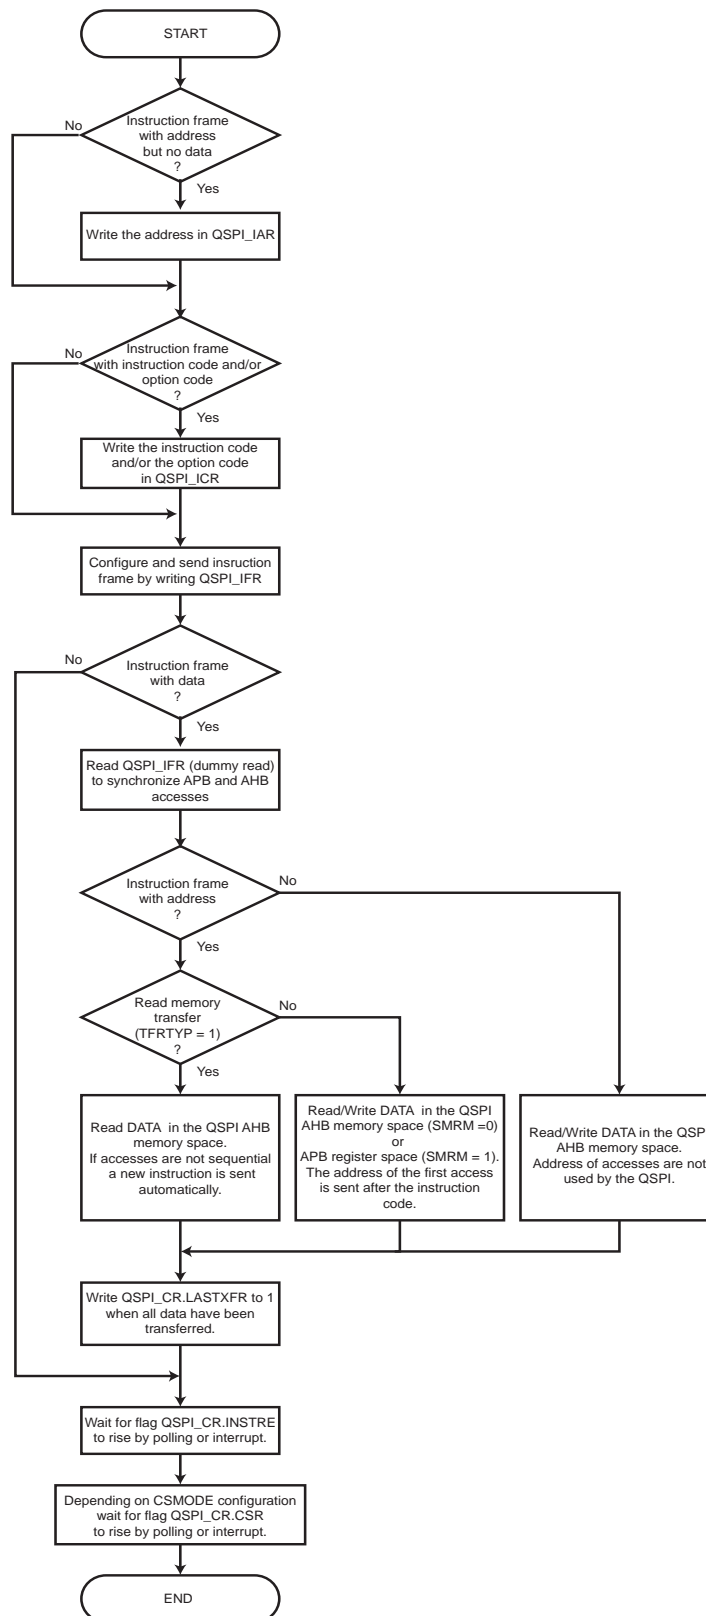 START
Instruction frame
with address
but no data
?
No
Yes
Write the address in QSPI_IAR
Instruction frame
with instruction code and/or
option code
?
No
Yes
Write the instruction code
and/or the option code
in QSPI_ICR
Configure and send insruction
frame by writing QSPI_IFR
Instruction frame
with data
?
No
Yes
Read QSPI_IFR (dummy read)
to synchronize APB and AHB
accesses
Instruction frame
with address
?
No
Yes
Read memory
transfer
(TFRTYP = 1)
?
No
Yes
Read DATA in the QSPI AHB
memory space.
If accesses are not sequential
a new instruction is sent
automatically.
Read/Write DATA in the QSPI
AHB memory space (SMRM =0)
or
APB register space (SMRM = 1).
The address of the first access
is sent after the instruction
code.
Read/Write DATA in the QSP
AHB memory space.
Address of accesses are not
used by the QSPI.
Write QSPI_CR.LASTXFR to 1
when all data have been
transferred.
Wait for flag QSPI_CR.INSTRE
to rise by polling or interrupt.
Depending on CSMODE configuration
wait for flag QSPI_CR.CSR
to rise by polling or interrupt.
END